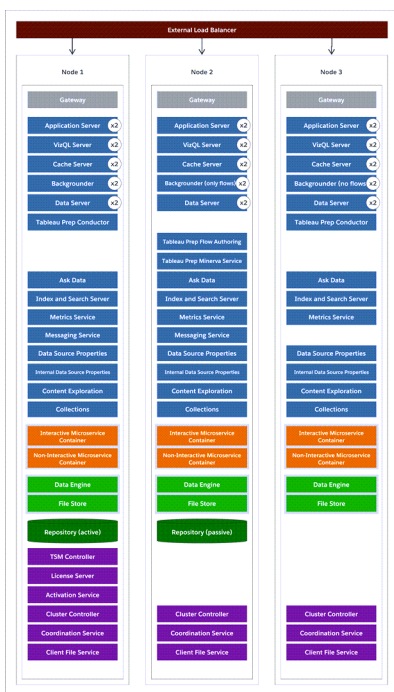 External Load Balancer
Node 1
Gateway
Application Server x2
VizQL Server x2
Cache Server x2
Backgrounder x2
Data Server x2
Tableau Prep Conductor
Ask Data
Index and Search Server
Metrics Service
Messaging Service
Data Source Properties
Internal Data Source Properties
Content Exploration
Collections
Interactive Microservice
Container
Non-Interactive Microservice
Container
Data Engine
File Store
Repository (active)
TSM Controller
License Server
Activation Service
Cluster Controller
Coordination Service
Client File Service
Node 2
Gateway
Application Server x2
VizQL Server x2
Cache Server x2
Backgrounder (only flows) x2
Data Server x2
Tableau Prep Flow Authoring
Tableau Prep Minerva Service
Ask Data
Index and Search Server
Metrics Service
Messaging Service
Data Source Properties
Internal Data Source Properties
Content Exploration
Collections
Interactive Microservice
Container
Non-Interactive Microservice
Container
Data Engine
File Store
Repository (passive)
Cluster Controller
Coordination Service
Client File Service
Node 3
Gateway
Application Server x2
VizQL Server x2
Cache Server x2
Backgrounder (no flows x2
Data Server x2
Tableau Prep Conductor
Ask Data
Index and Search Server
Metrics Service
Data Source Properties
Internal Data Source Properties
Content Exploration
Collections
Interactive Microservice
Container
Non-Interactive Microservice
Container
Data Engine
File Store
Cluster Controller
Coordination Service
Client File Service